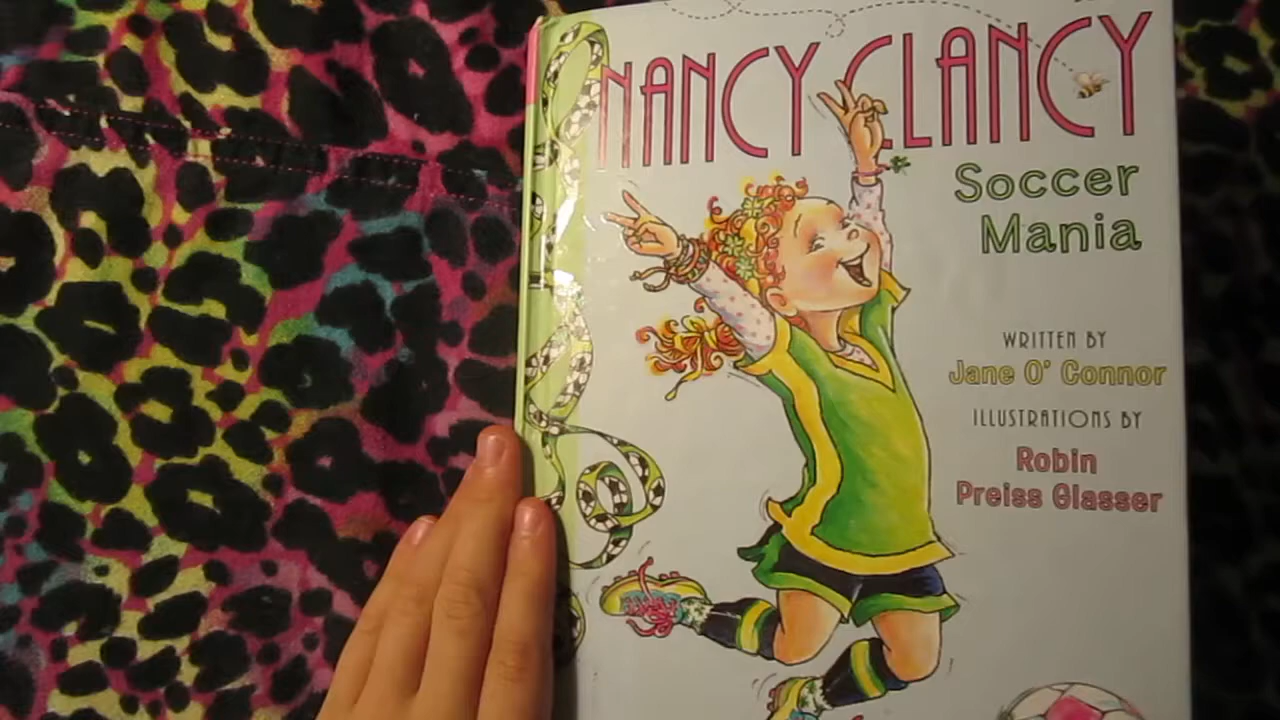 NANCY CLANCY
Soccer
Mania
WRITTEN BY
Jane O' Connor
ILLUSTRATIONS BY
Robin
Preiss Glasser